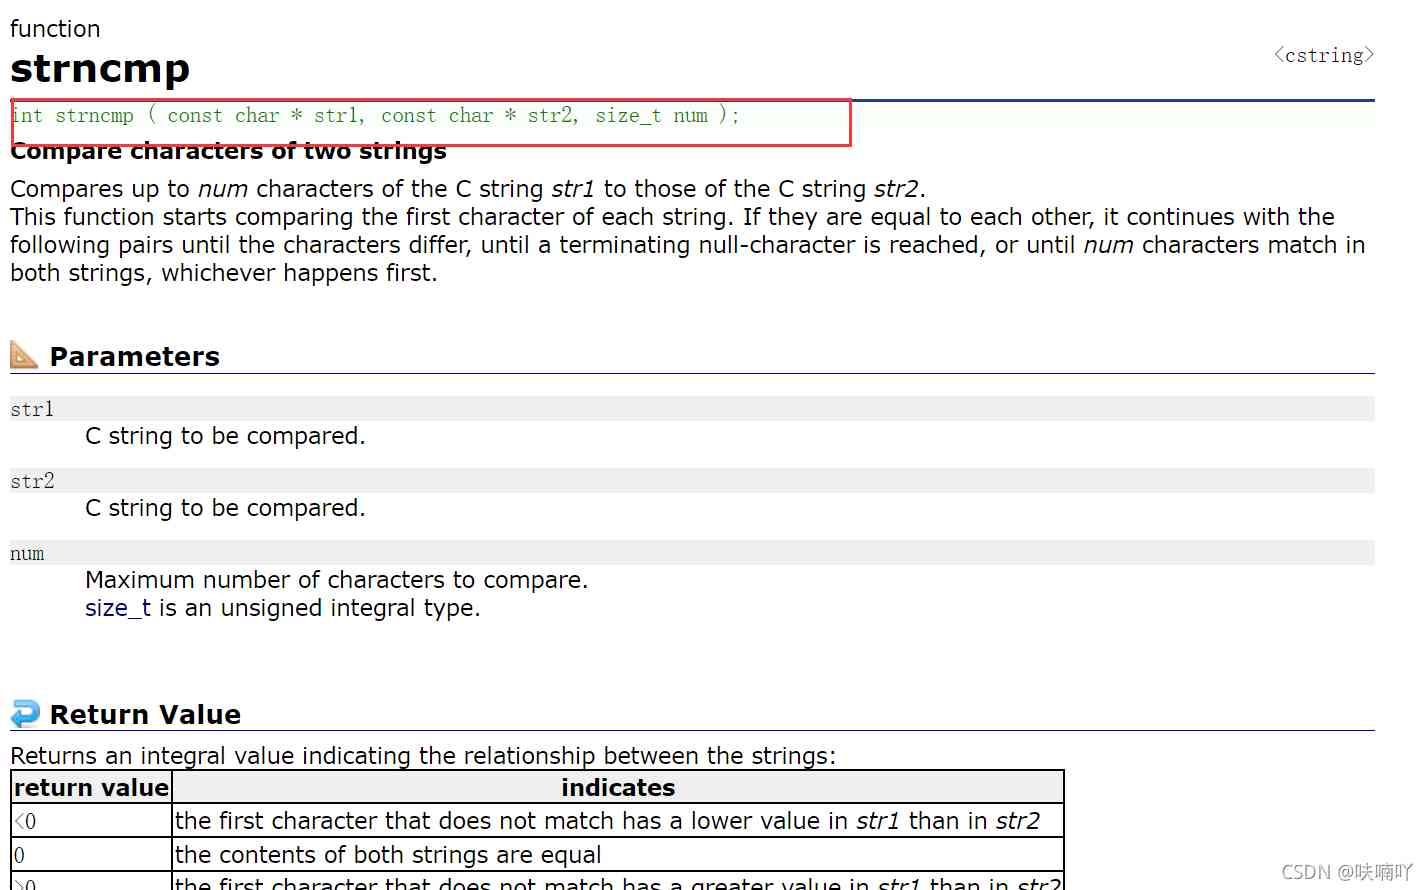 function
strncmp
<cstring>
int strncmp ( const char * str1, const char * str2, size_t num );
Compare characters of two strings
Compares up to num characters of the C string str1 to those of the C string str2.
This function starts comparing the first character of each string. If they are equal to each other, it continues with the
following pairs until the characters differ, until a terminating null-character is reached, or until num characters match in
both strings, whichever happens first.
Parameters
str1
C string to be compared.
str2
C string to be compared.
num
Maximum number of characters to compare.
size_t is an unsigned integral type.
Return Value
Returns an integral value indicating the relationship between the strings:
return value indicates
<0 the first character that does not match has a lower value in str1 than in str2
0 the contents of both strings are equal
>0 the first character that does not match has a greater value in str1 than in str2
CSDN @呋喃吖